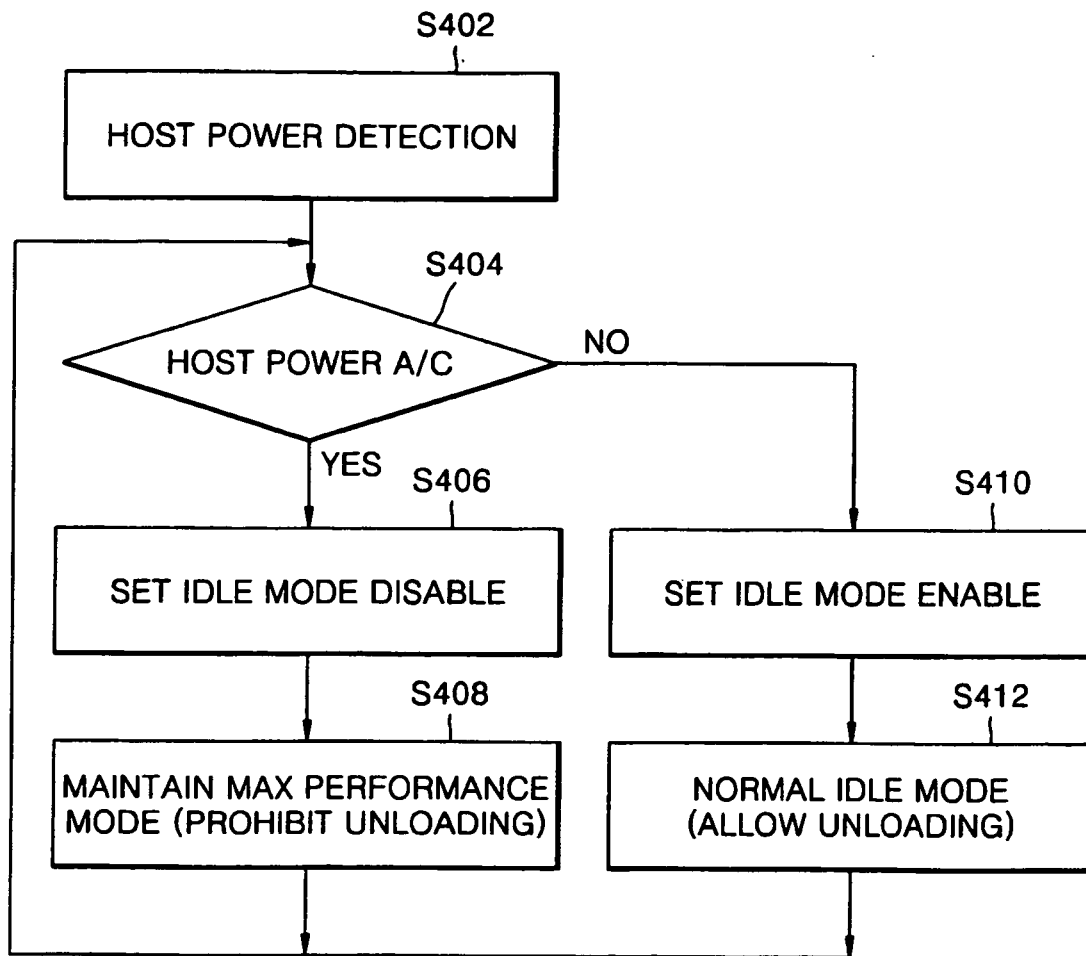 S402
HOST POWER DETECTION
S404
HOST POWER A/C
NO
YES
S406
SET IDLE MODE DISABLE
S410
SET IDLE MODE ENABLE
S408
MAINTAIN MAX PERFORMANCE
MODE (PROHIBIT UNLOADING)
S412
NORMAL IDLE MODE
(ALLOW UNLOADING)